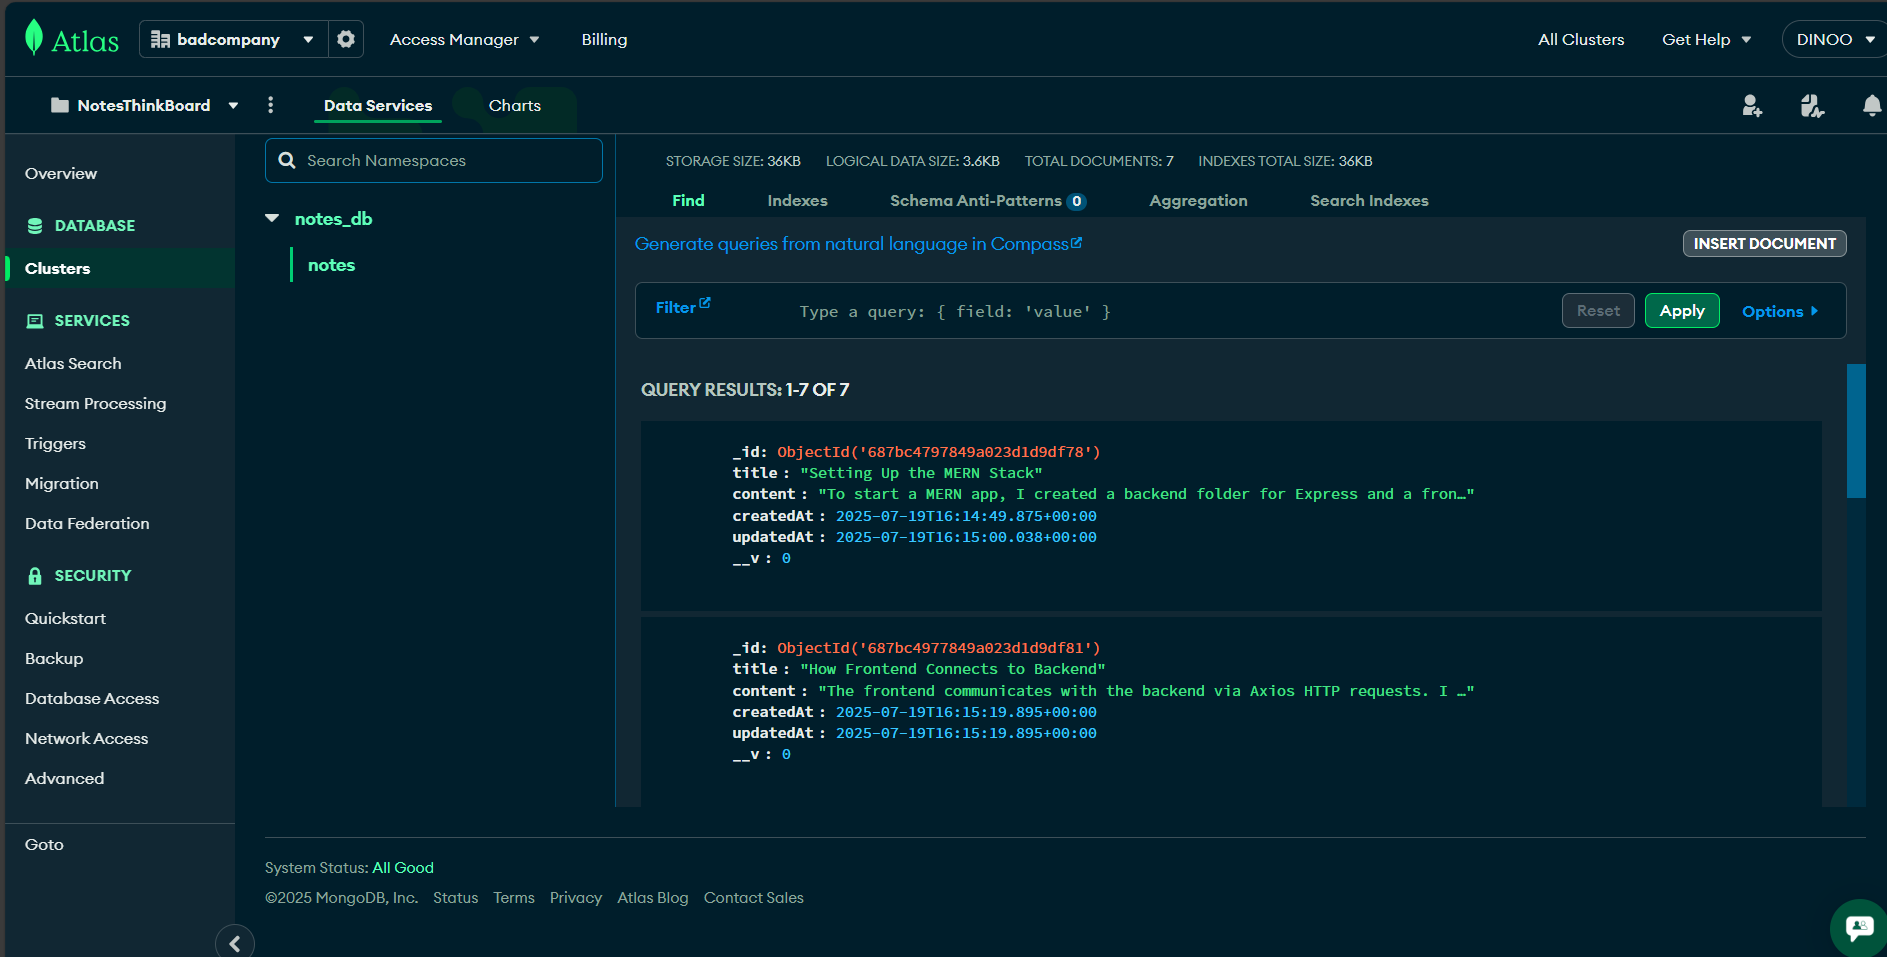 Atlas badcompany Access Manager Billing All Clusters Get Help DINOO
NotesThinkBoard Data Services Charts
Overview
DATABASE
Clusters
SERVICES
Atlas Search
Stream Processing
Triggers
Migration
Data Federation
SECURITY
Quickstart
Backup
Database Access
Network Access
Advanced
Goto
Search Namespaces
notes_db
notes
STORAGE SIZE: 36KB LOGICAL DATA SIZE: 3.6KB TOTAL DOCUMENTS: 7 INDEXES TOTAL SIZE: 36KB
Find Indexes Schema Anti-Patterns 0 Aggregation Search Indexes
Generate queries from natural language in Compass
INSERT DOCUMENT
Filter Type a query: { field: 'value' } Reset Apply Options
QUERY RESULTS: 1-7 OF 7
_id: ObjectId('687bc4797849a023d1d9df78')
title : "Setting Up the MERN Stack"
content : "To start a MERN app, I created a backend folder for Express and a fron…"
createdAt : 2025-07-19T16:14:49.875+00:00
updatedAt : 2025-07-19T16:15:00.038+00:00
__v : 0
_id: ObjectId('687bc4977849a023d1d9df81')
title : "How Frontend Connects to Backend"
content : "The frontend communicates with the backend via Axios HTTP requests. I …"
createdAt : 2025-07-19T16:15:19.895+00:00
updatedAt : 2025-07-19T16:15:19.895+00:00
__v : 0
System Status: All Good
©2025 MongoDB, Inc. Status Terms Privacy Atlas Blog Contact Sales